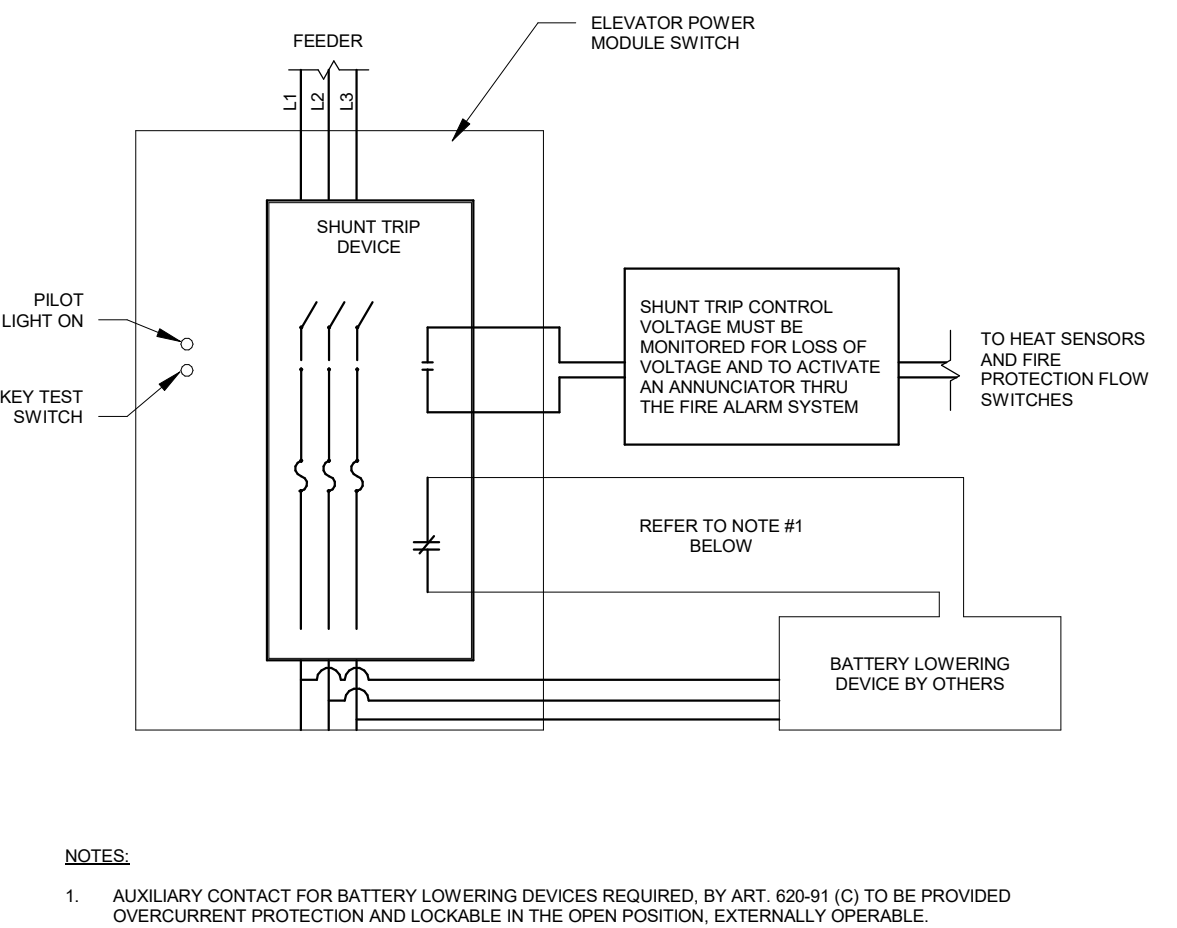 FEEDER
ELEVATOR POWER
MODULE SWITCH
L1
L2
L3
SHUNT TRIP
DEVICE
PILOT
LIGHT ON
KEY TEST
SWITCH
SHUNT TRIP CONTROL
VOLTAGE MUST BE
MONITORED FOR LOSS OF
VOLTAGE AND TO ACTIVATE
AN ANNUNCIATOR THRU
THE FIRE ALARM SYSTEM
TO HEAT SENSORS
AND FIRE
PROTECTION FLOW
SWITCHES
REFER TO NOTE #1
BELOW
BATTERY LOWERING
DEVICE BY OTHERS
NOTES:
1. AUXILIARY CONTACT FOR BATTERY LOWERING DEVICES REQUIRED, BY ART. 620-91 (C) TO BE PROVIDED
OVERCURRENT PROTECTION AND LOCKABLE IN THE OPEN POSITION, EXTERNALLY OPERABLE.